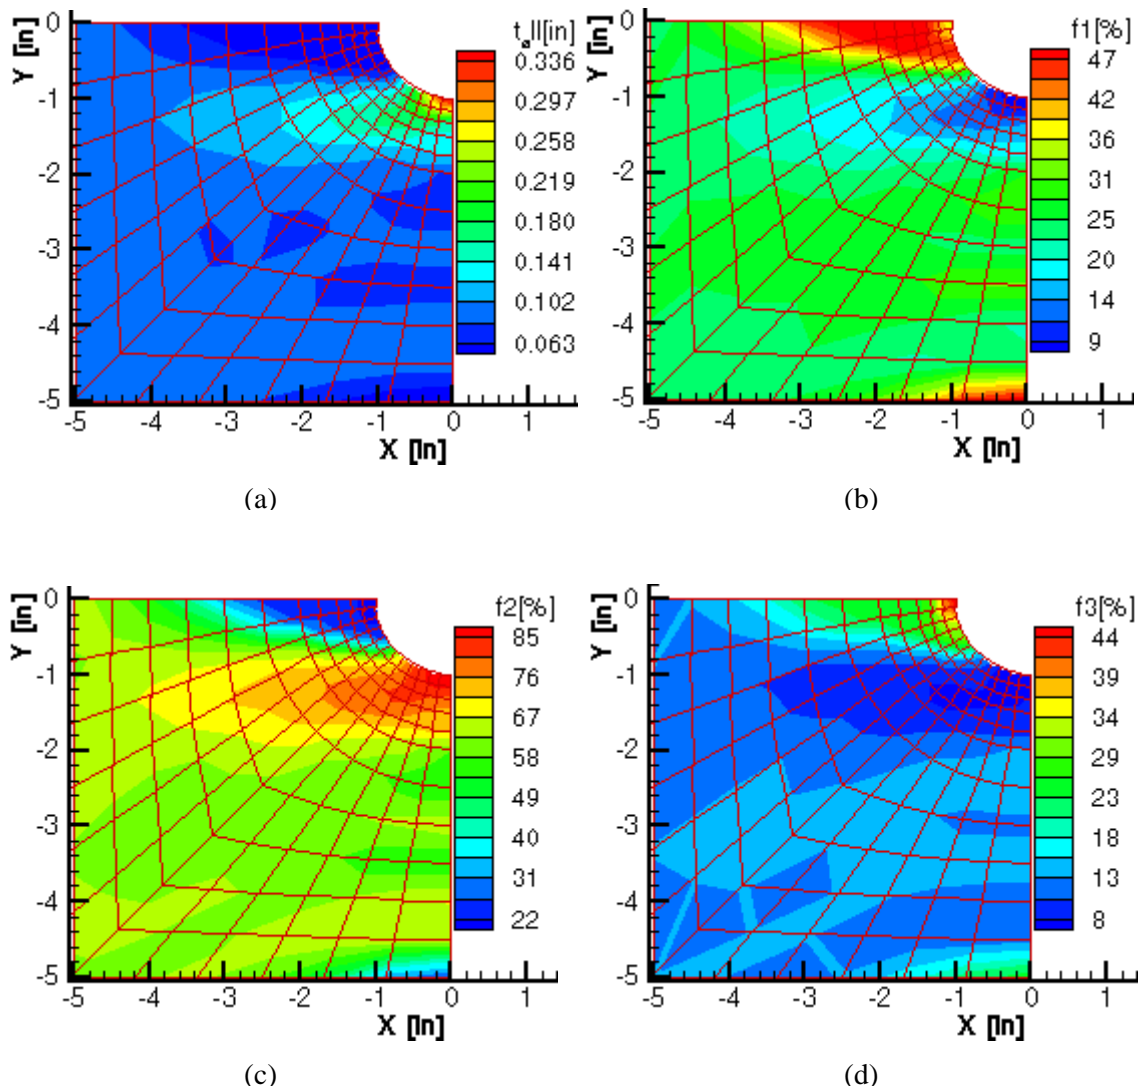 t_all[in]
0.336
0.297
0.258
0.219
0.180
0.141
0.102
0.063
Y [in]
0
-1
-2
-3
-4
-5
-5 -4 -3 -2 -1 0 1
X [in]
(a)
f1[%]
47
42
36
31
25
20
14
9
Y [in]
0
-1
-2
-3
-4
-5
-5 -4 -3 -2 -1 0 1
X [in]
(b)
f2[%]
85
76
67
58
49
40
31
22
Y [in]
0
-1
-2
-3
-4
-5
-5 -4 -3 -2 -1 0 1
X [in]
(c)
f3[%]
44
39
34
29
23
18
13
8
Y [in]
0
-1
-2
-3
-4
-5
-5 -4 -3 -2 -1 0 1
X [in]
(d)